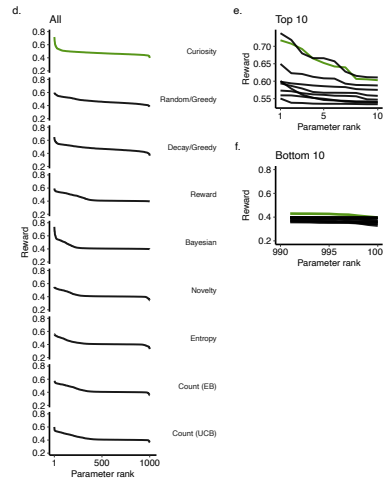 d.
All
0.8
0.6
0.4
0.2
Curiosity
0.8
0.6
0.4
0.2
Random/Greedy
0.8
0.6
0.4
0.2
Decay/Greedy
0.8
0.6
0.4
0.2
Reward
Reward
0.8
0.6
0.4
0.2
Bayesian
0.8
0.6
0.4
0.2
Novelty
0.8
0.6
0.4
0.2
Entropy
0.8
0.6
0.4
0.2
Count (EB)
0.8
0.6
0.4
0.2
Count (UCB)
1 500 1000
Parameter rank
e.
Top 10
Reward
0.70
0.65
0.60
0.55
1 5 10
Parameter rank
f.
Bottom 10
Reward
0.8
0.6
0.4
0.2
990 995 100
Parameter rank